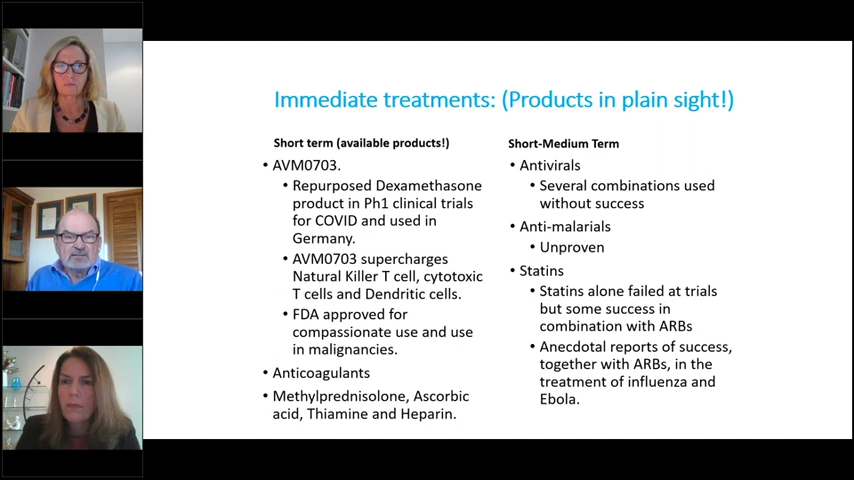 Immediate treatments: (Products in plain sight!)
Short term (available products!)
• AVM0703.
• Repurposed Dexamethasone
product in Ph1 clinical trials
for COVID and used in
Germany.
• AVM0703 supercharges
Natural Killer T cell, cytotoxic
T cells and Dendritic cells.
• FDA approved for
compassionate use and use
in malignancies.
• Anticoagulants
• Methylprednisolone, Ascorbic
acid, Thiamine and Heparin.
Short-Medium Term
• Antivirals
• Several combinations used
without success
• Anti-malarials
• Unproven
• Statins
• Statins alone failed at trials
but some success in
combination with ARBs
• Anecdotal reports of success,
together with ARBs, in the
treatment of influenza and
Ebola.